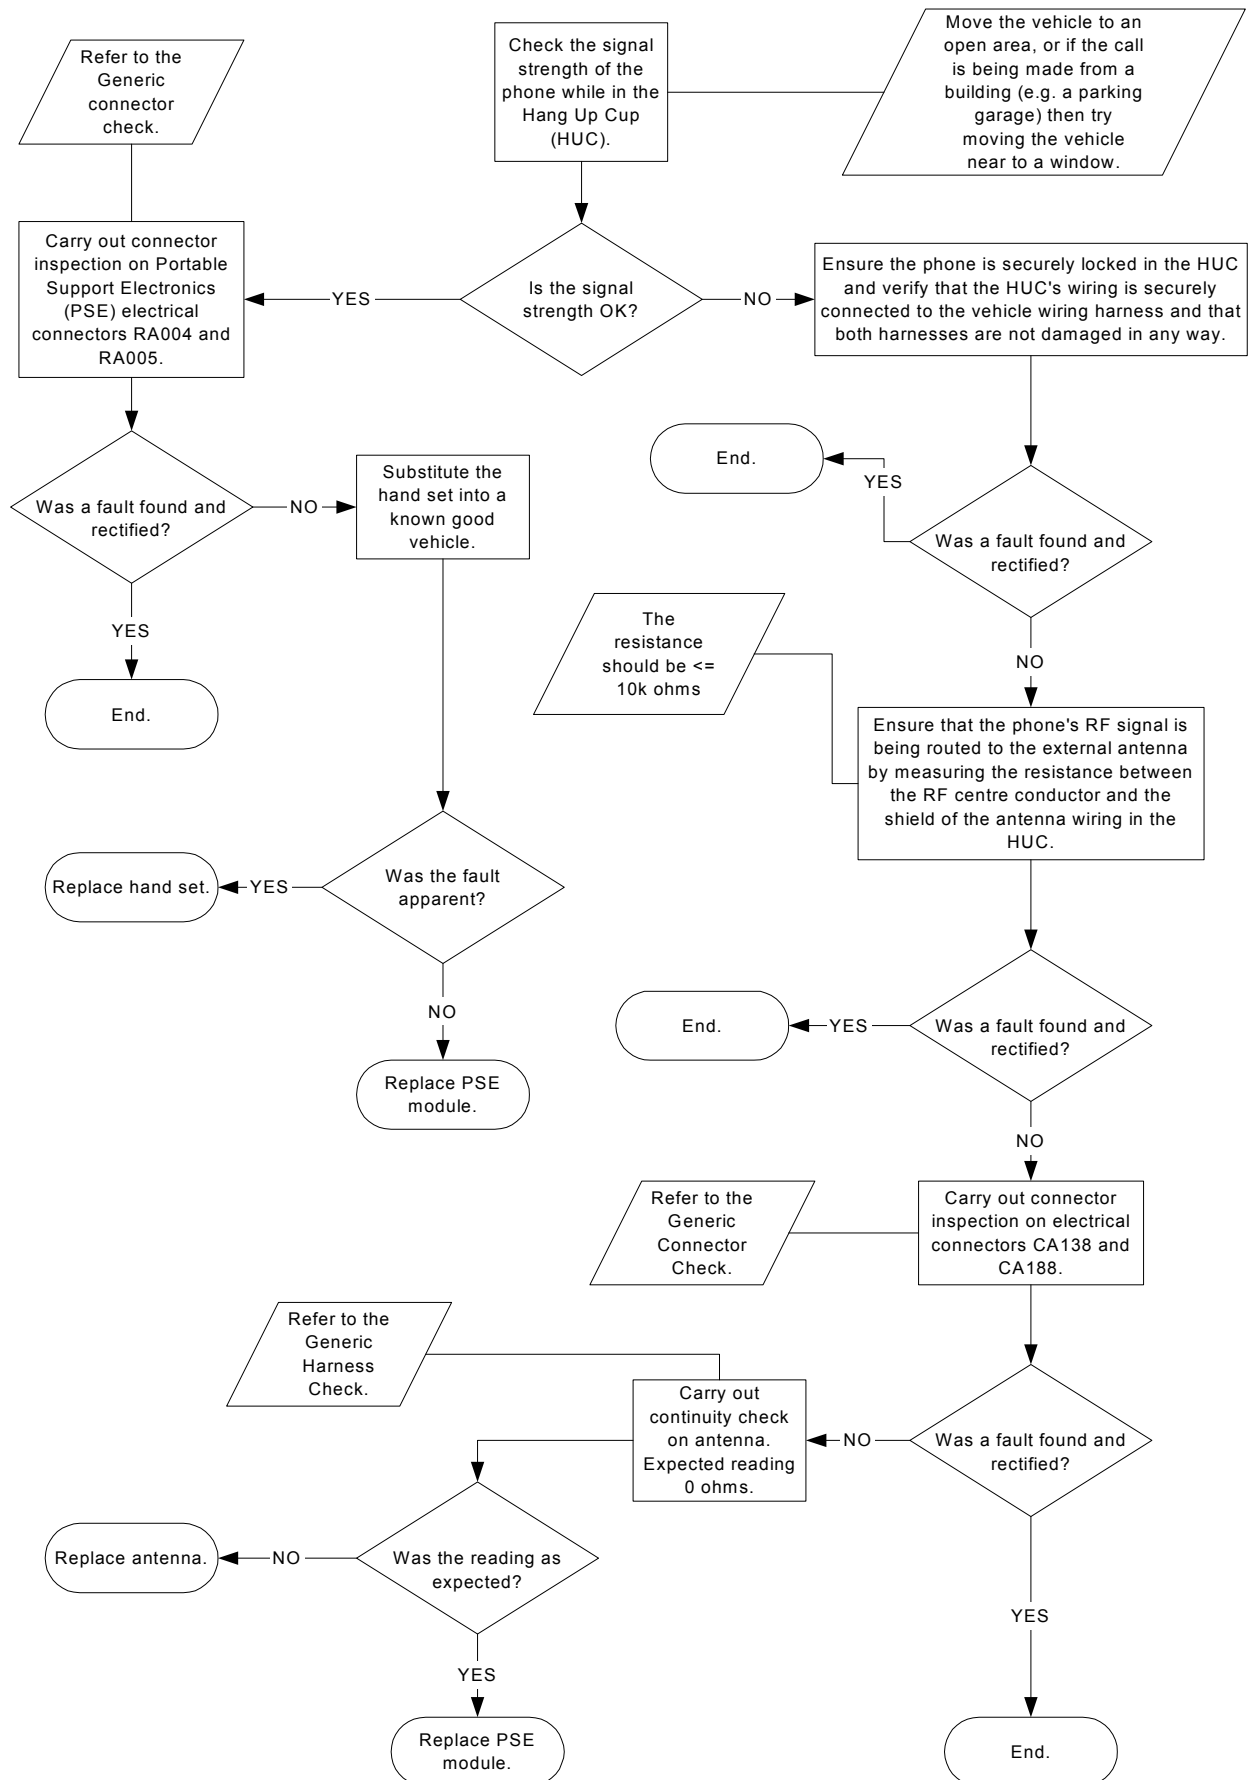 Refer to the
Generic
connector
check.
Check the signal
strength of the
phone while in the
Hang Up Cup
(HUC).
Move the vehicle to an
open area, or if the call
is being made from a
building (e.g. a parking
garage) then try
moving the vehicle
near to a window.
Carry out connector
inspection on Portable
Support Electronics
(PSE) electrical
connectors RA004 and
RA005.
YES
Is the signal
strength OK?
NO
Ensure the phone is securely locked in the HUC
and verify that the HUC's wiring is securely
connected to the vehicle wiring harness and that
both harnesses are not damaged in any way.
Was a fault found and
rectified?
NO
Substitute the
hand set into a
known good
vehicle.
End.
YES
Was a fault found and
rectified?
YES
End.
The
resistance
should be <=
10k ohms
NO
Ensure that the phone's RF signal is
being routed to the external antenna
by measuring the resistance between
the RF centre conductor and the
shield of the antenna wiring in the
HUC.
Replace hand set.
YES
Was the fault
apparent?
NO
Replace PSE
module.
End.
YES
Was a fault found and
rectified?
NO
Refer to the
Generic
Connector
Check.
Carry out connector
inspection on electrical
connectors CA138 and
CA188.
Refer to the
Generic
Harness
Check.
Carry out
continuity check
on antenna.
Expected reading
0 ohms.
NO
Was a fault found and
rectified?
Replace antenna.
NO
Was the reading as
expected?
YES
YES
Replace PSE
module.
End.